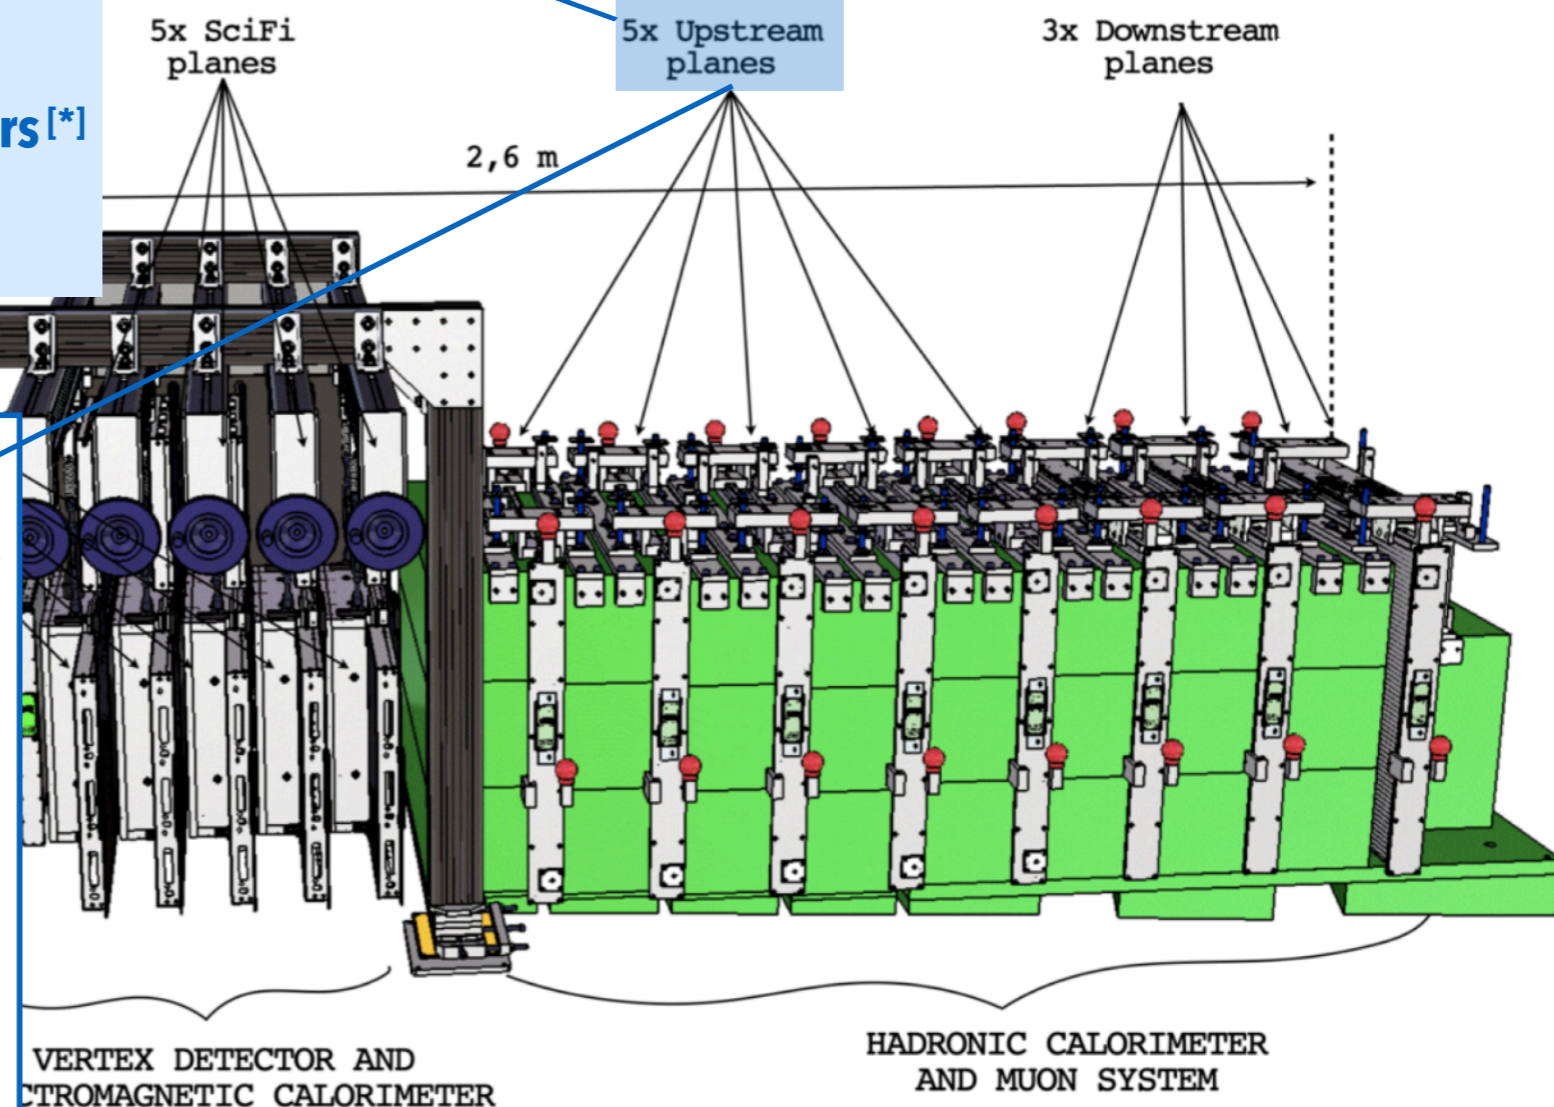 5x SciFi
planes
5x Upstream
planes
3x Downstream
planes
rs [*]
2,6 m
VERTEX DETECTOR AND
CTROMAGNETIC CALORIMETER
HADRONIC CALORIMETER
AND MUON SYSTEM